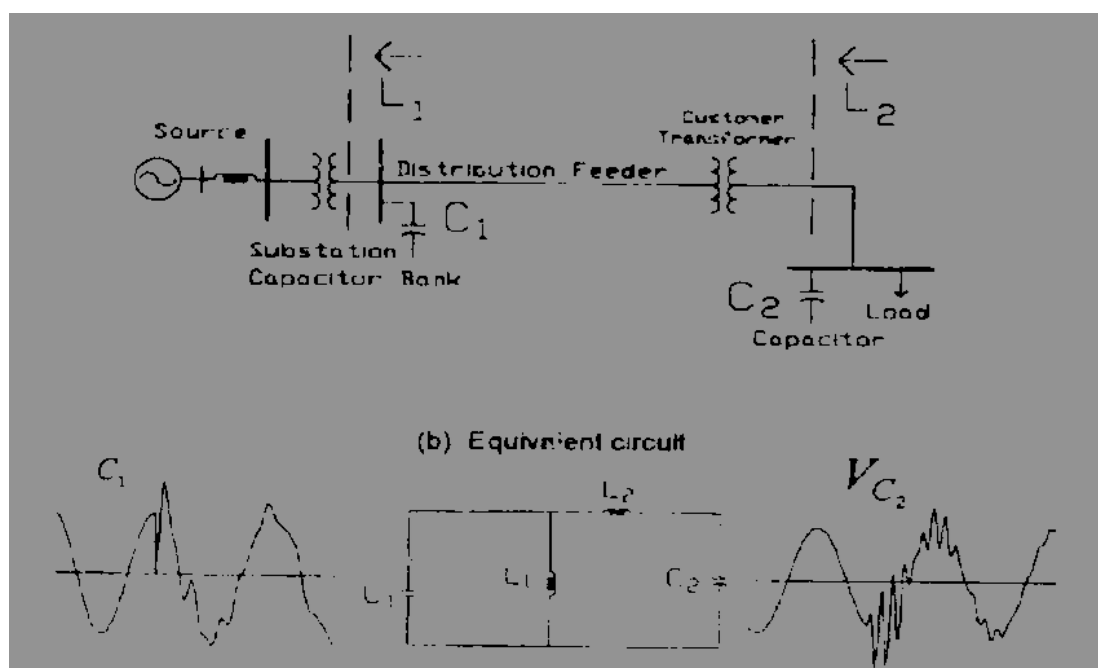 L1
L2
Source
Customer
Transformer
Distribution Feeder
C1
Substation
Capacitor Bank
C2
Load
Capacitor
(b) Equivalent circuit
C1
L2
VC2
L1
C2